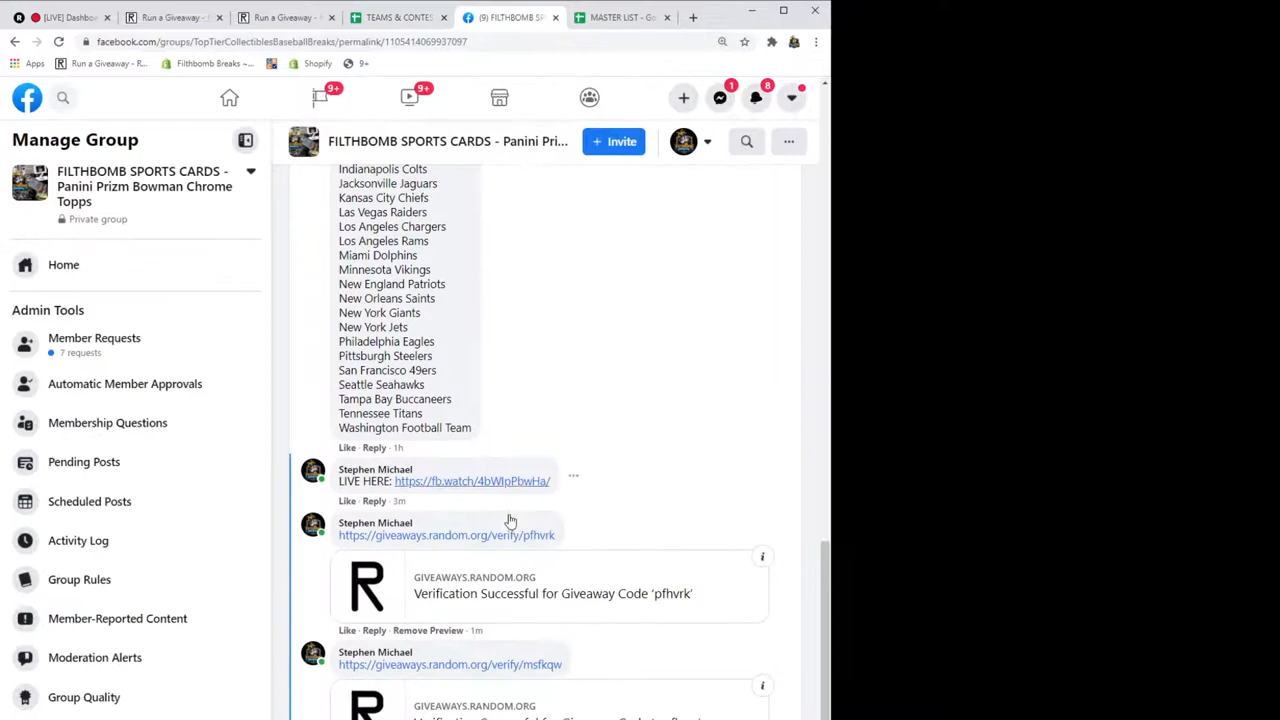 [LIVE] Dashbo
Run a Giveaway -
Run a Giveaway -
TEAMS & CONTES
(9) FILTHBOMB SP
MASTER LIST - Go
facebook.com/groups/TopTierCollectiblesBaseballBreaks/permalink/1105414069937097
Apps
Run a Giveaway - R...
Filthbomb Breaks ~...
Shopify
9+
9+
9+
1
8
Manage Group
FILTHBOMB SPORTS CARDS - Panini Pri...
+ Invite
FILTHBOMB SPORTS CARDS -
Panini Prizm Bowman Chrome
Topps
Private group
Home
Admin Tools
Member Requests
7 requests
Automatic Member Approvals
Membership Questions
Pending Posts
Scheduled Posts
Activity Log
Group Rules
Member-Reported Content
Moderation Alerts
Group Quality
Indianapolis Colts
Jacksonville Jaguars
Kansas City Chiefs
Las Vegas Raiders
Los Angeles Chargers
Los Angeles Rams
Miami Dolphins
Minnesota Vikings
New England Patriots
New Orleans Saints
New York Giants
New York Jets
Philadelphia Eagles
Pittsburgh Steelers
San Francisco 49ers
Seattle Seahawks
Tampa Bay Buccaneers
Tennessee Titans
Washington Football Team
Like · Reply · 1h
Stephen Michael
LIVE HERE: https://fb.watch/4bWIpPbwHa/
Like · Reply · 3m
Stephen Michael
https://giveaways.random.org/verify/pfhvrk
R
GIVEAWAYS.RANDOM.ORG
Verification Successful for Giveaway Code 'pfhvrk'
Like · Reply · Remove Preview · 1m
Stephen Michael
https://giveaways.random.org/verify/msfkqw
GIVEAWAYS.RANDOM.ORG